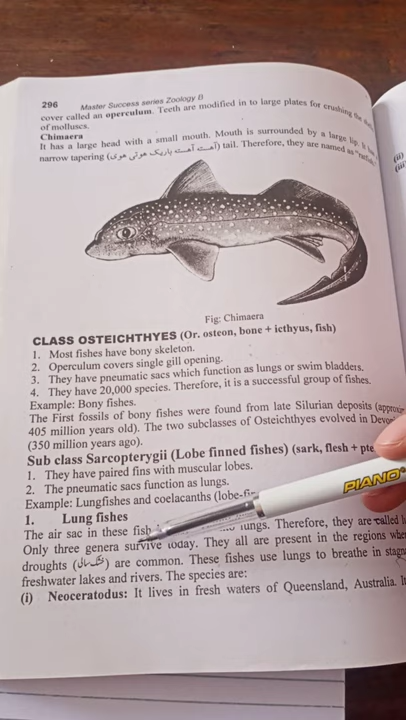 296 Master Success series Zoology B
cover called an operculum. Teeth are modified in to large plates for crushing the
of molluscs.
Chimaera
It has a large head with a small mouth. Mouth is surrounded by a large lip. It
narrow tapering (آھستہ آھستہ باریک ھوتی ھوی) tail. Therefore, they are named as "ratfish"
Fig: Chimaera
CLASS OSTEICHTHYES (Or. osteon, bone + icthyus, fish)
1. Most fishes have bony skeleton.
2. Operculum covers single gill opening.
3. They have pneumatic sacs which function as lungs or swim bladders.
4. They have 20,000 species. Therefore, it is a successful group of fishes.
Example: Bony fishes.
The First fossils of bony fishes were found from late Silurian deposits
405 million years old). The two subclasses of Osteichthyes evolved in
(350 million years ago).
Sub class Sarcopterygii (Lobe finned fishes) (sark, flesh +
1. They have paired fins with muscular lobes.
2. The pneumatic sacs function as lungs.
Example: Lungfishes and coelacanths
1. Lung fishes
The air sac in these fish lungs. Therefore, they are called
Only three genera survive today. They all are present in the regions
droughts (خشک سالی) are common. These fishes use lungs to breathe in
freshwater lakes and rivers. The species are:
(i) Neoceratodus: It lives in fresh waters of Queensland, Australia.
PIANO
(ii)